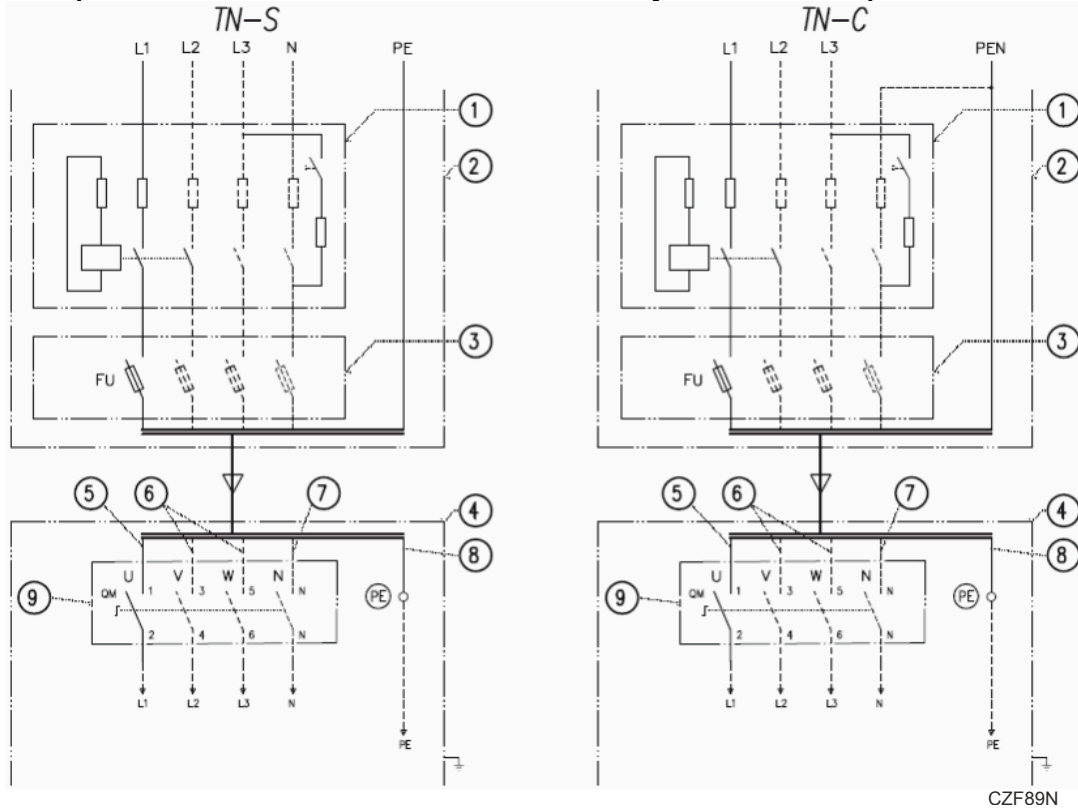 TN-S TN-C
L1 L2 L3 N PE L1 L2 L3 PEN
1 1
2 2
3 3
FU FU
5 6 7 4 5 6 7 4
8 8
U V W N U V W N
9 QM 1 3 5 N PE 9 QM 1 3 5 N PE
2 4 6 N 2 4 6 N
L1 L2 L3 N L1 L2 L3 N
PE PE
CZF89N